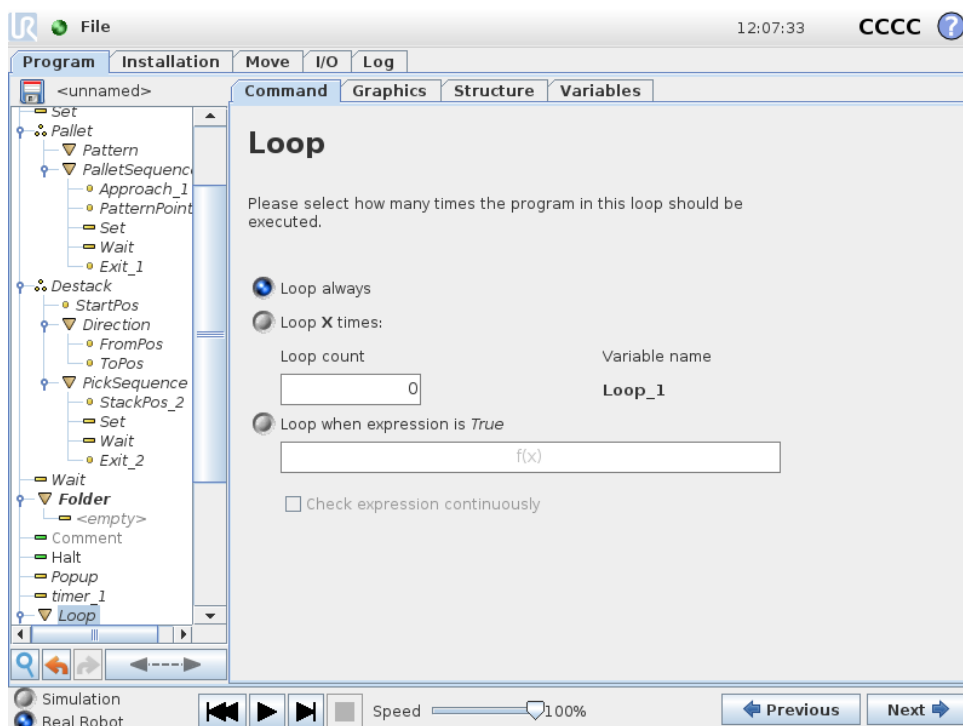 UR File 12:07:33 CCCC ?
Program Installation Move I/O Log
<unnamed> Command Graphics Structure Variables
Set
Pallet
Pattern
PalletSequenc
Approach_1
PatternPoint
Set
Wait
Exit_1
Destack
StartPos
Direction
FromPos
ToPos
PickSequence
StackPos_2
Set
Wait
Exit_2
Wait
Folder
<empty>
Comment
Halt
Popup
timer_1
Loop
Loop
Please select how many times the program in this loop should be
executed.
Loop always
Loop X times:
Loop count Variable name
0 Loop_1
Loop when expression is True
f(x)
Check expression continuously
Simulation
Real Robot
Speed 100% Previous Next